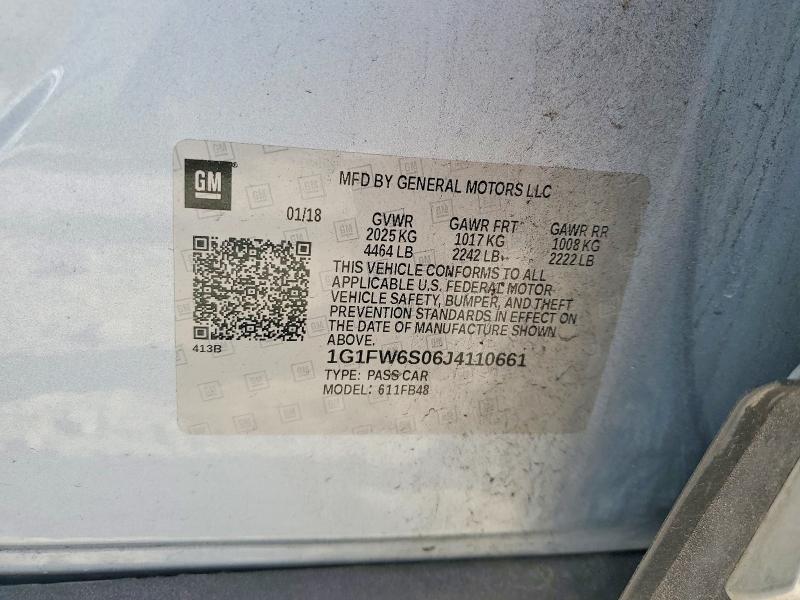 GM
MFD BY GENERAL MOTORS LLC
01/18
GVWR GAWR FRT GAWR RR
2025 KG 1017 KG 1008 KG
4464 LB 2242 LB 2222 LB
THIS VEHICLE CONFORMS TO ALL
APPLICABLE U.S. FEDERAL MOTOR
VEHICLE SAFETY, BUMPER, AND THEFT
PREVENTION STANDARDS IN EFFECT ON
THE DATE OF MANUFACTURE SHOWN
ABOVE.
413B
1G1FW6S06J4110661
TYPE: PASS CAR
MODEL: 611FB48